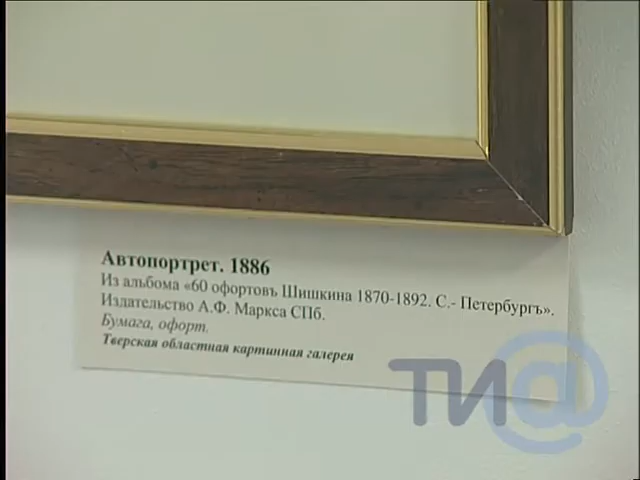 Автопортрет. 1886
Из альбома «60 офортовъ Шишкина 1870-1892. С.- Петербургъ».
Издательство А.Ф. Маркса СПб.
Бумага, офорт.
Тверская областная картинная галерея
ТИ@